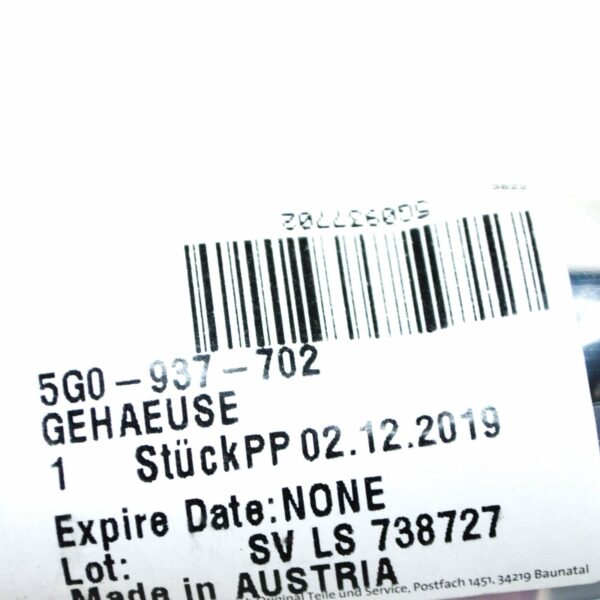 5G0937702
5G0-937-702
GEHAEUSE
1 StückPP 02.12.2019
Expire Date:NONE
Lot: SV LS 738727
Made in AUSTRIA
Original Teile und Service, Postfach 1451, 34219 Baunatal